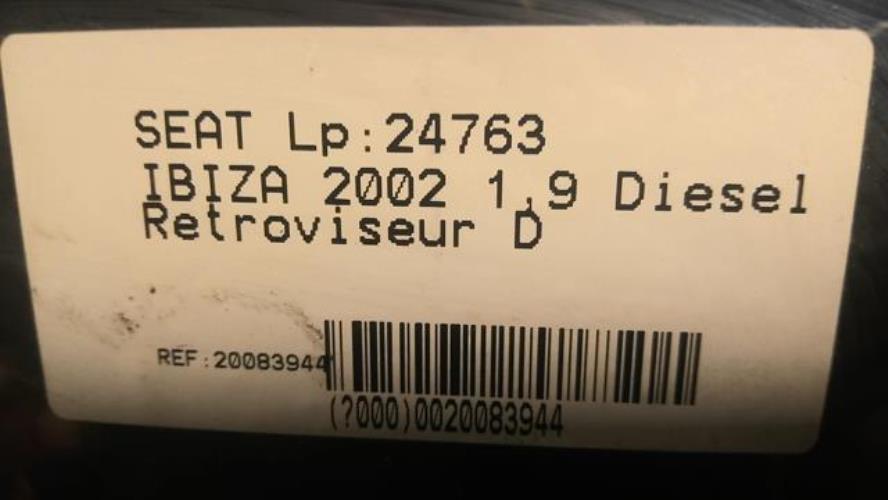 SEAT Lp:24763
IBIZA 2002 1,9 Diesel
Retroviseur D
REF:20083944
(?000)0020083944